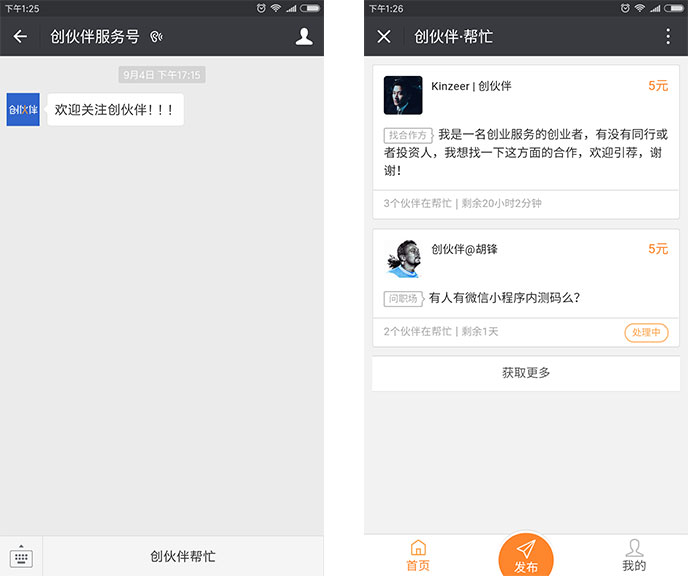 下午1:25
创伙伴服务号
9月4日 下午17:15
创伙伴
欢迎关注创伙伴！！！
创伙伴帮忙
下午1:26
创伙伴·帮忙
Kinzeer | 创伙伴
5元
找合作方 我是一名创业服务的创业者，有没有同行或
者投资人，我想找一下这方面的合作，欢迎引荐，谢
谢！
3个伙伴在帮忙 | 剩余20小时2分钟
创伙伴@胡锋
5元
问职场 有人有微信小程序内测码么？
2个伙伴在帮忙 | 剩余1天
处理中
获取更多
首页
发布
我的